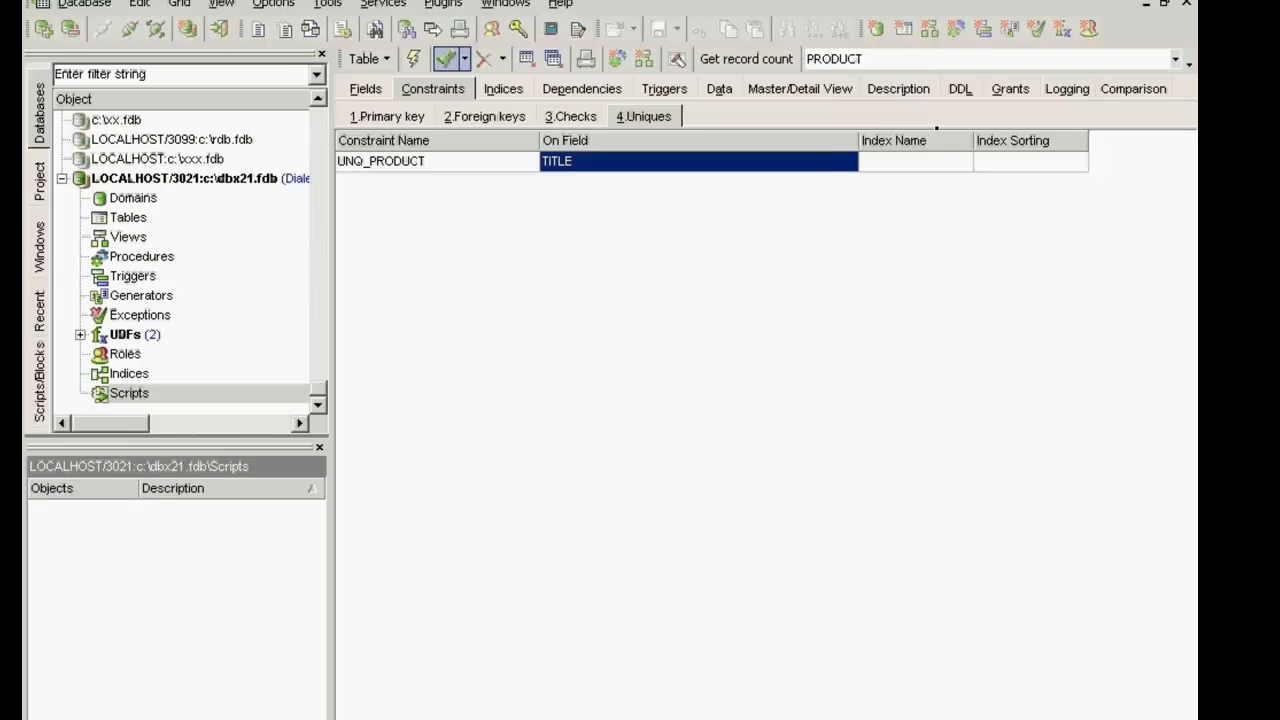 Database Edit Grid View Options Tools Services Plugins Windows Help
Table Get record count PRODUCT
Enter filter string
Object
c:\xx.fdb
LOCALHOST/3099:c:\rdb.fdb
LOCALHOST:c:\xxx.fdb
LOCALHOST/3021:c:\dbx21.fdb (Diale
Domains
Tables
Views
Procedures
Triggers
Generators
Exceptions
UDFs (2)
Roles
Indices
Scripts
Databases
Project
Windows
Recent
Scripts/Blocks
LOCALHOST/3021:c:\dbx21.fdb\Scripts
Objects Description
Fields Constraints Indices Dependencies Triggers Data Master/Detail View Description DDL Grants Logging Comparison
1.Primary key 2.Foreign keys 3.Checks 4.Uniques
Constraint Name On Field Index Name Index Sorting
UNQ_PRODUCT TITLE